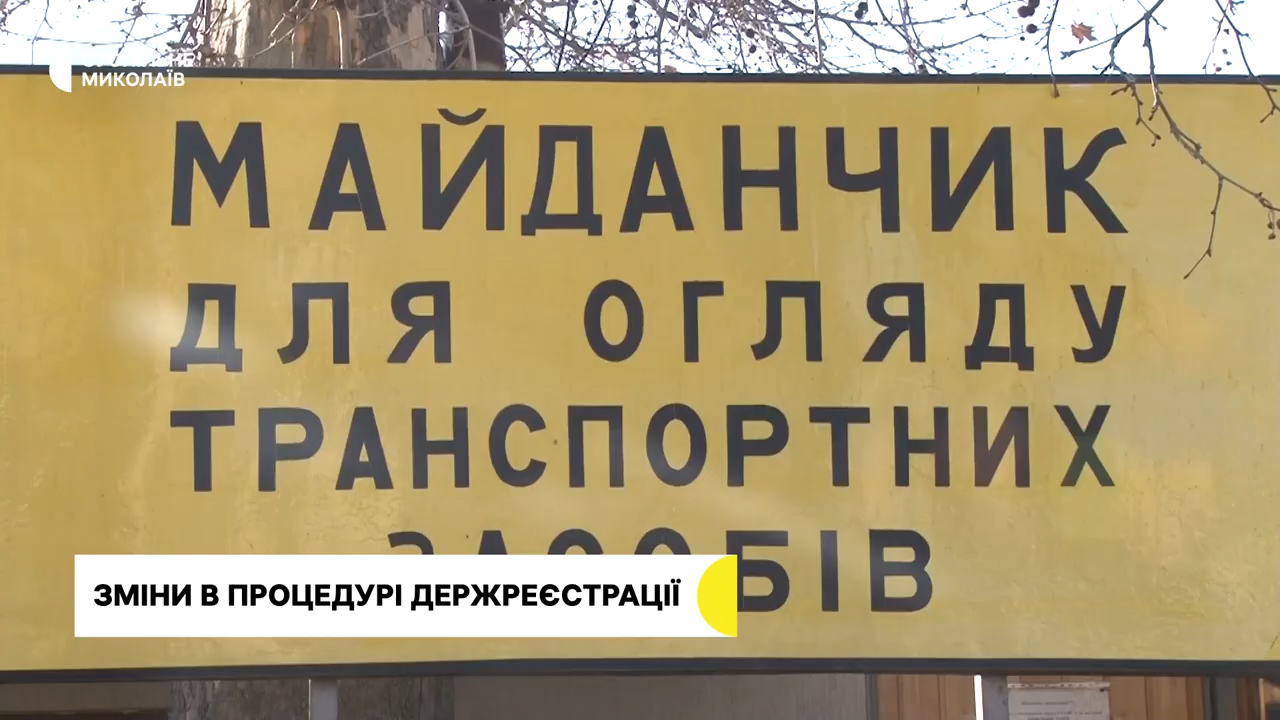 МИКОЛАЇВ
МАЙДАНЧИК
ДЛЯ ОГЛЯДУ
ТРАНСПОРТНИХ
ЗАСОБІВ
ЗМІНИ В ПРОЦЕДУРІ ДЕРЖРЕЄСТРАЦІЇ